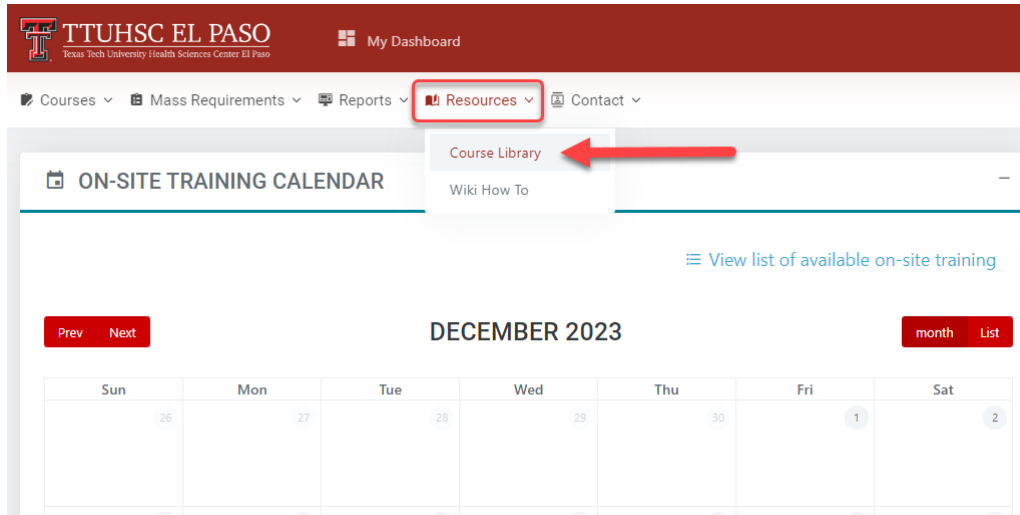 TTUHSC EL PASO
Texas Tech University Health Sciences Center El Paso
My Dashboard
Courses Mass Requirements Reports Resources Contact
Course Library
Wiki How To
ON-SITE TRAINING CALENDAR
View list of available on-site training
Prev Next
DECEMBER 2023
month List
Sun Mon Tue Wed Thu Fri Sat
26 27 28 29 30 1 2